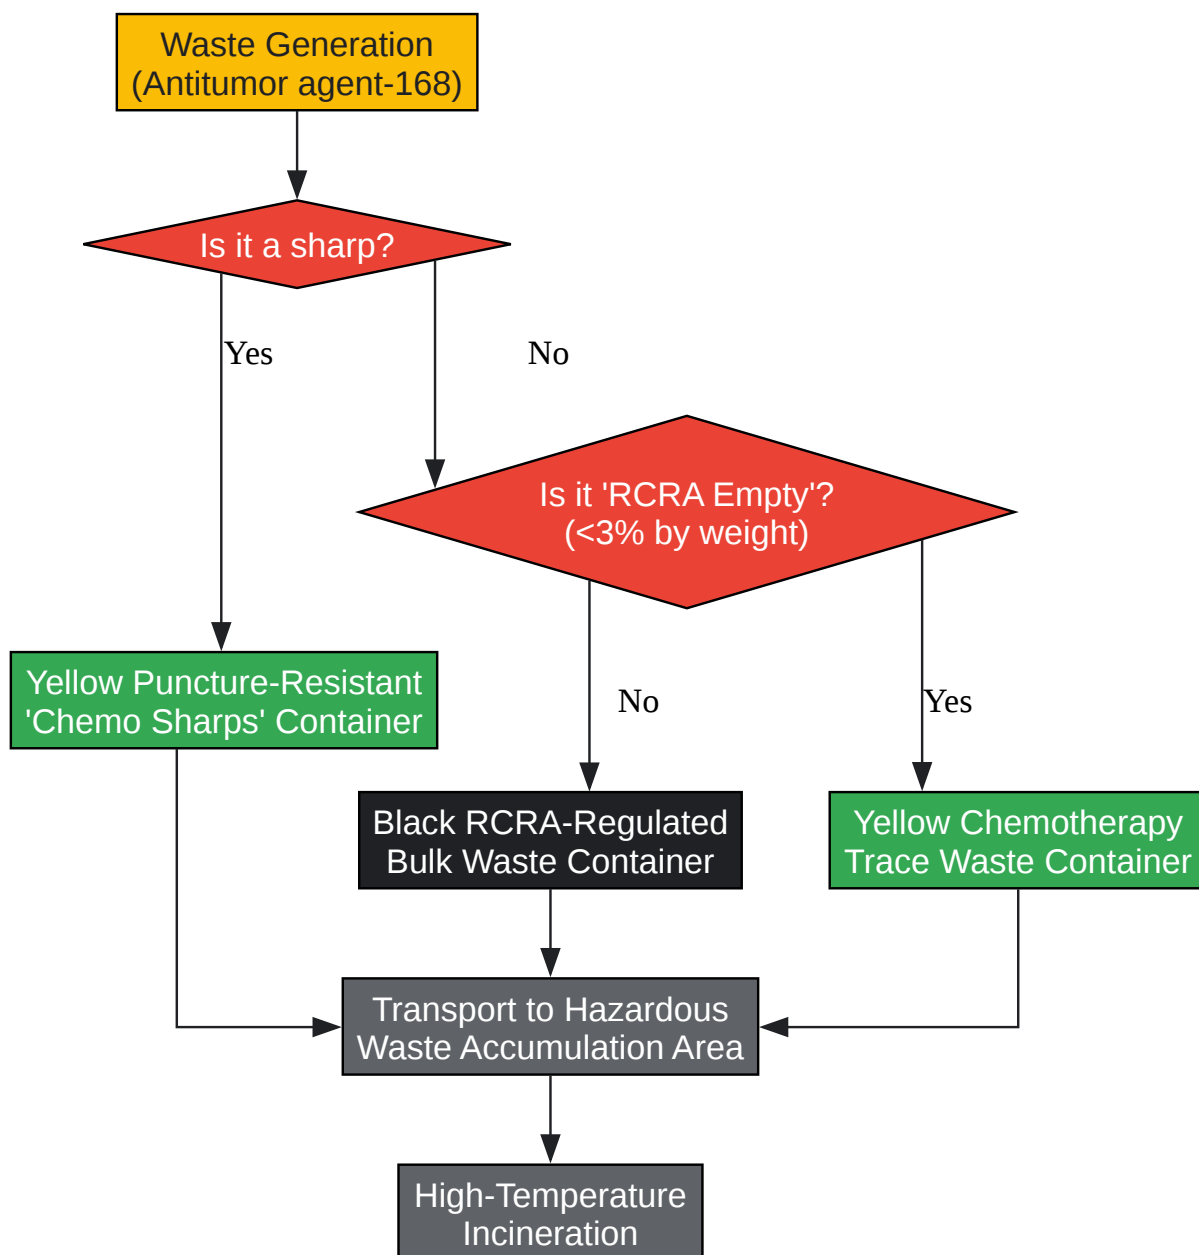 Waste Generation
(Antitumor agent-168)
Is it a sharp?
Yes
No
Is it 'RCRA Empty'?
(<3% by weight)
Yellow Puncture-Resistant
'Chemo Sharps' Container
No
Yes
Black RCRA-Regulated
Bulk Waste Container
Yellow Chemotherapy
Trace Waste Container
Transport to Hazardous
Waste Accumulation Area
High-Temperature
Incineration